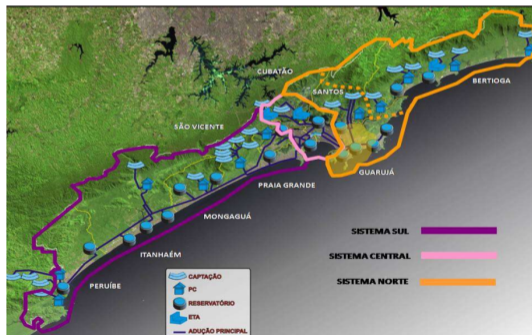 CUBATÃO
SANTOS
BERTIOGA
SÃO VICENTE
GUARUJÁ
PRAIA GRANDE
MONGAGUÁ
ITANHAÉM
PERUÍBE
SISTEMA SUL
SISTEMA CENTRAL
SISTEMA NORTE
CAPTAÇÃO
PC
RESERVATÓRIO
ETA
ADUÇÃO PRINCIPAL